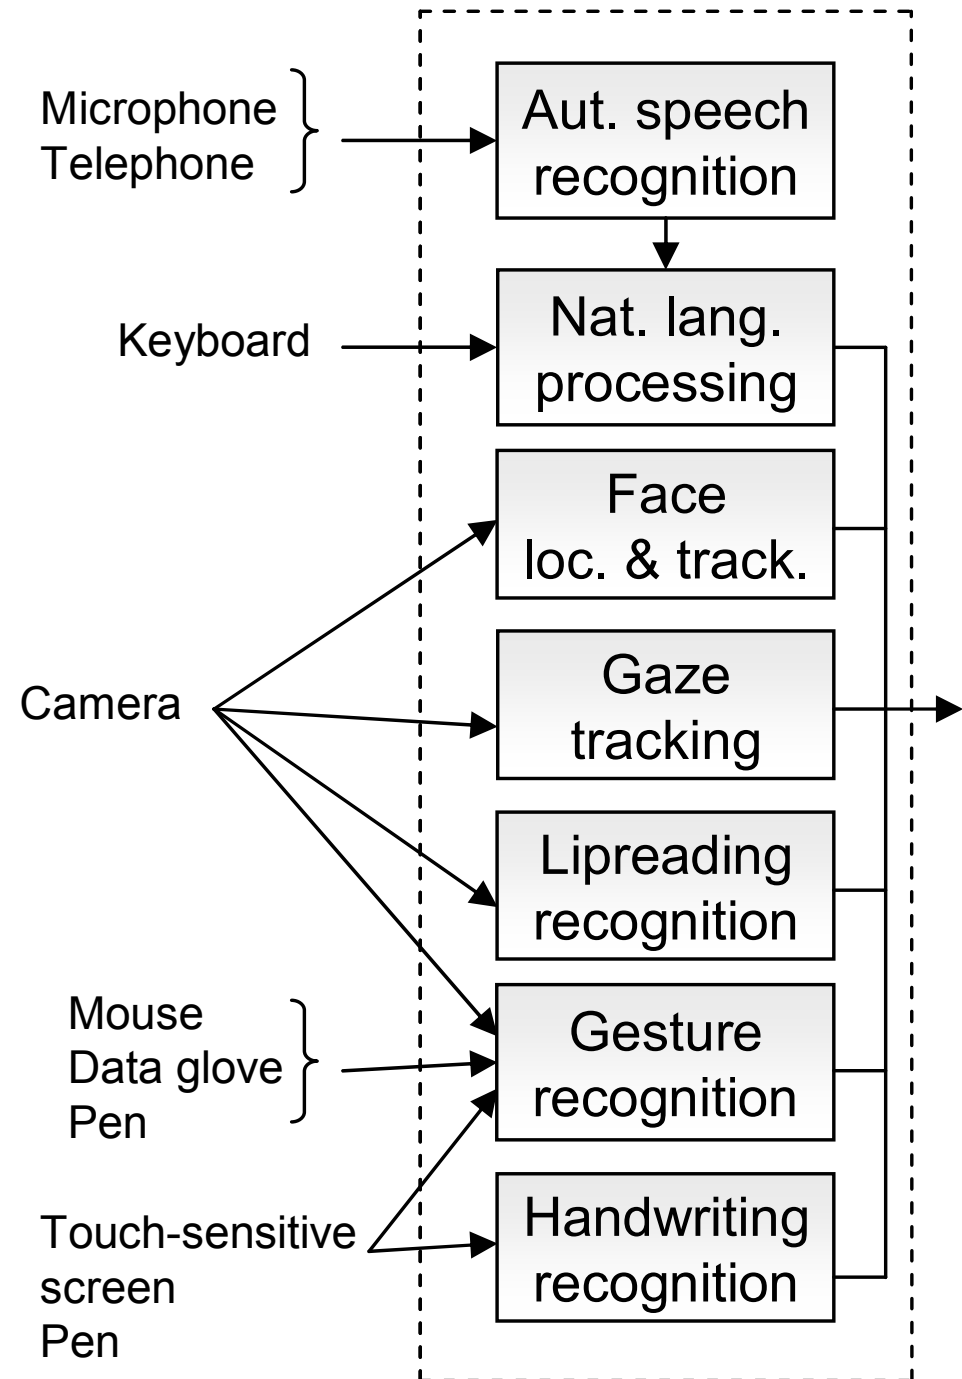 Microphone
Telephone
Aut. speech
recognition
Keyboard
Nat. lang.
processing
Face
loc. & track.
Camera
Gaze
tracking
Lipreading
recognition
Mouse
Data glove
Pen
Gesture
recognition
Touch-sensitive
screen
Pen
Handwriting
recognition